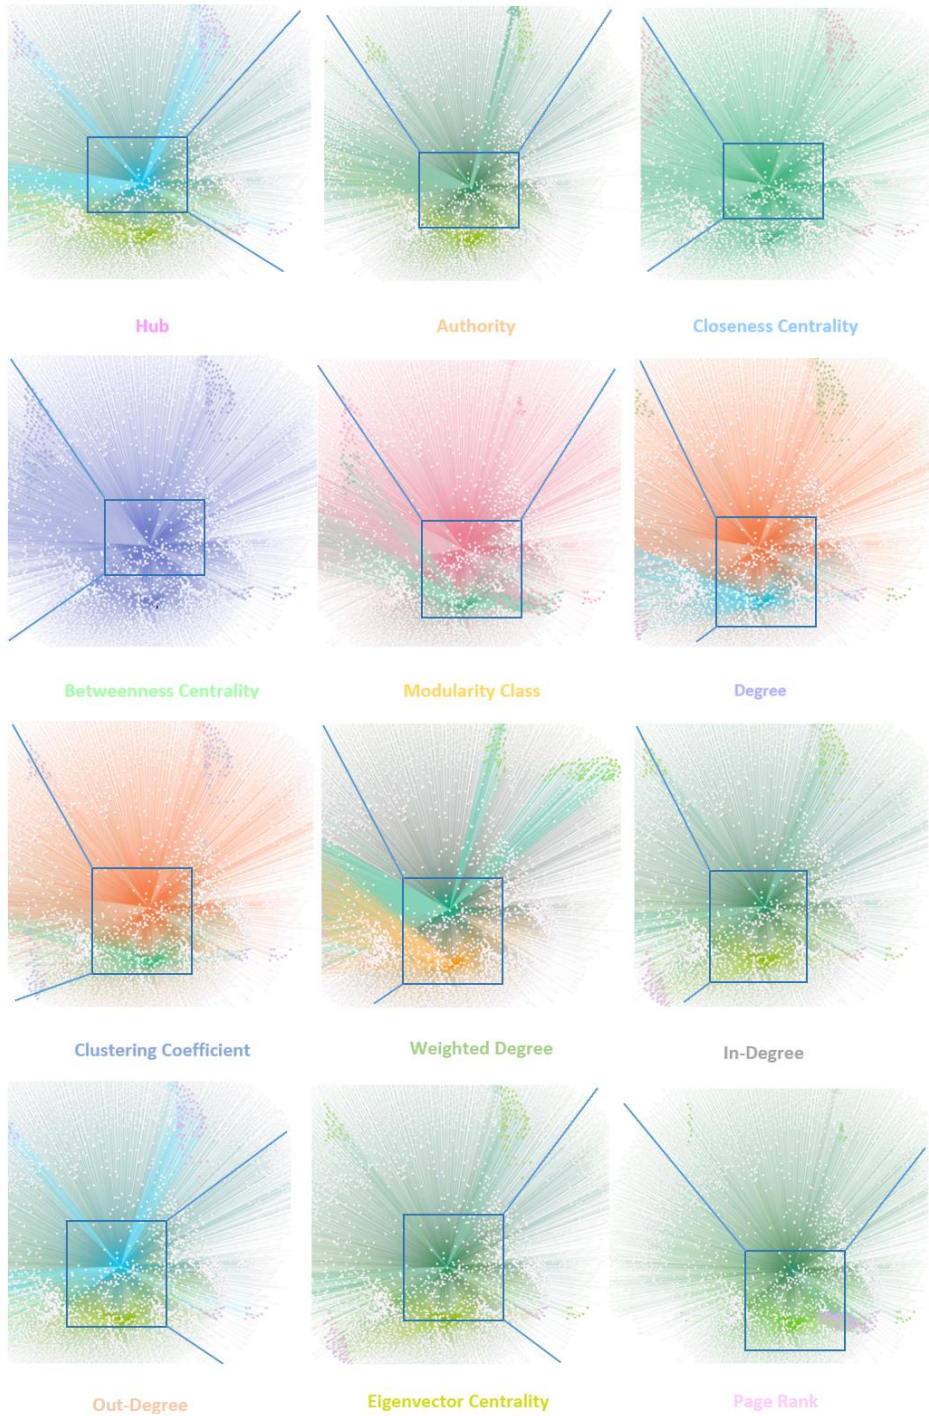 Hub
Authority
Closeness Centrality
Betweenness Centrality
Modularity Class
Degree
Clustering Coefficient
Weighted Degree
In-Degree
Out-Degree
Eigenvector Centrality
Page Rank